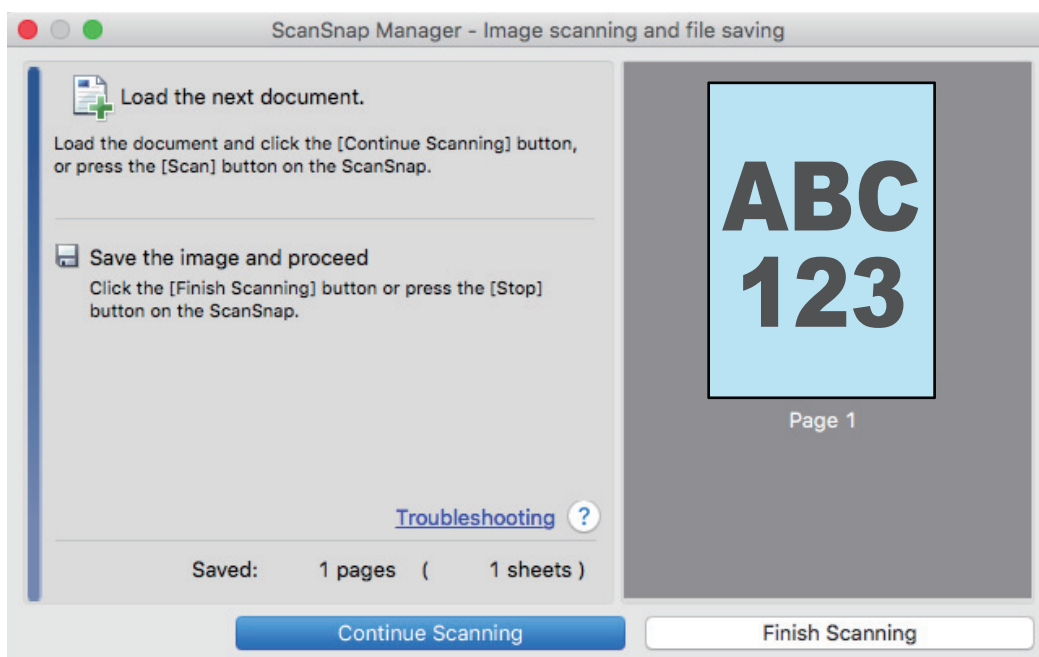 ScanSnap Manager - Image scanning and file saving
Load the next document.
Load the document and click the [Continue Scanning] button,
or press the [Scan] button on the ScanSnap.
Save the image and proceed
Click the [Finish Scanning] button or press the [Stop]
button on the ScanSnap.
Troubleshooting ?
Saved: 1 pages ( 1 sheets )
ABC
123
Page 1
Continue Scanning
Finish Scanning